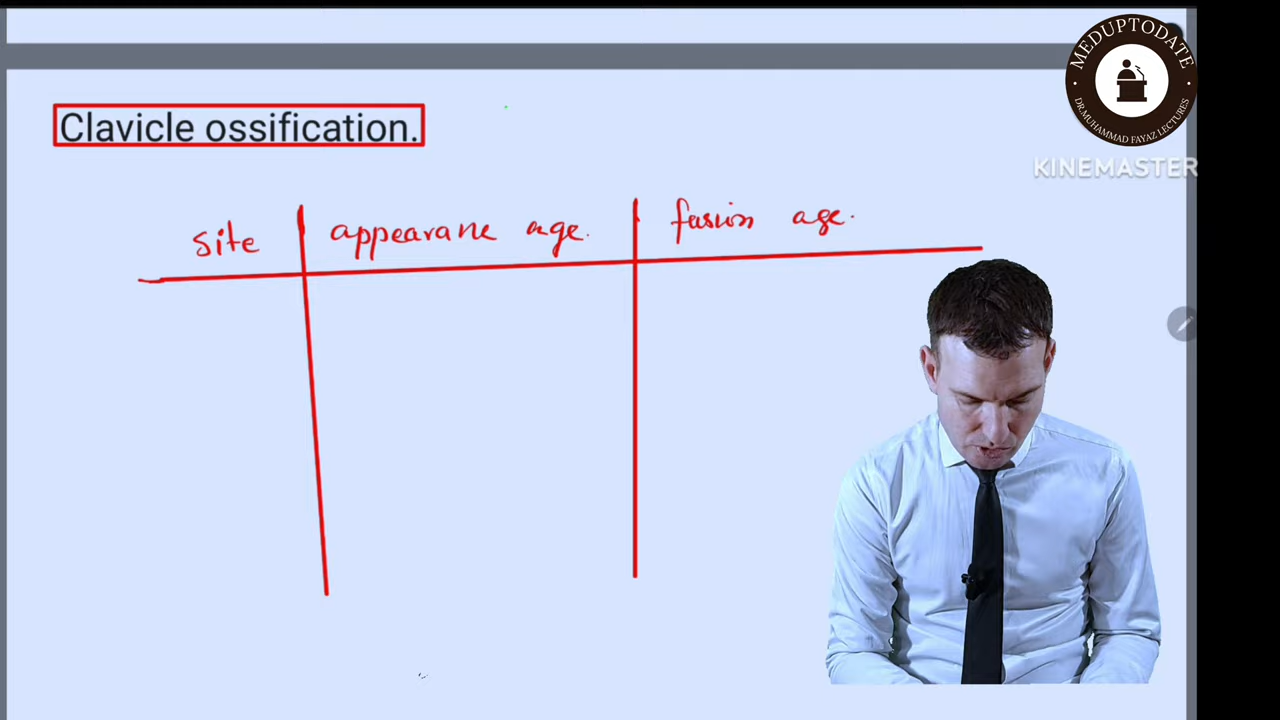 MEDUPTODATE
DR.MUHAMMAD FAYAZ LECTURES
KINEMASTER
Clavicle ossification.
site appearane age. fusion age.